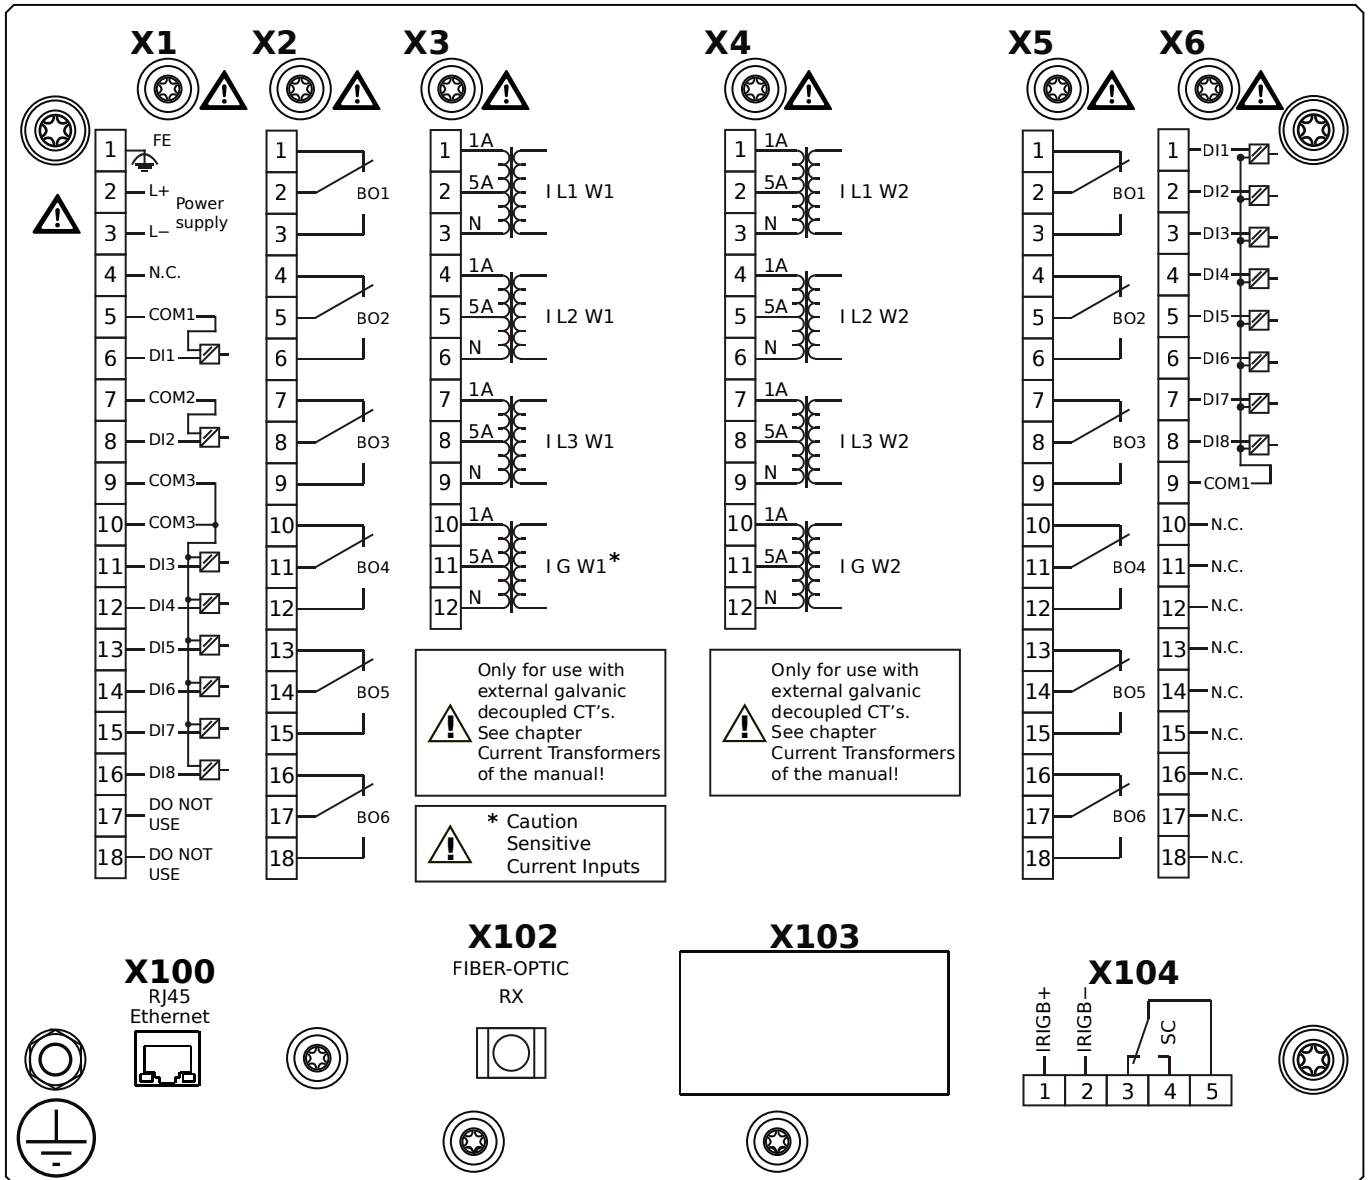 X1 X2 X3 X4 X5 X6
1 FE
2 L+
3 L−
Power
supply
4 N.C.
5 COM1
6 DI1
7 COM2
8 DI2
9 COM3
10 COM3
11 DI3
12 DI4
13 DI5
14 DI6
15 DI7
16 DI8
17 DO NOT
USE
18 DO NOT
USE
1
2 BO1
3
4
5 BO2
6
7
8 BO3
9
10
11 BO4
12
13
14 BO5
15
16
17 BO6
18
1 1A
2 5A I L1 W1
3 N
4 1A
5 5A I L2 W1
6 N
7 1A
8 5A I L3 W1
9 N
10 1A
11 5A I G W1*
12 N
Only for use with
external galvanic
decoupled CT's.
See chapter
Current Transformers
of the manual!
* Caution
Sensitive
Current Inputs
1 1A
2 5A I L1 W2
3 N
4 1A
5 5A I L2 W2
6 N
7 1A
8 5A I L3 W2
9 N
10 1A
11 5A I G W2
12 N
Only for use with
external galvanic
decoupled CT's.
See chapter
Current Transformers
of the manual!
1
2 BO1
3
4
5 BO2
6
7
8 BO3
9
10
11 BO4
12
13
14 BO5
15
16
17 BO6
18
1 DI1
2 DI2
3 DI3
4 DI4
5 DI5
6 DI6
7 DI7
8 DI8
9 COM1
10 N.C.
11 N.C.
12 N.C.
13 N.C.
14 N.C.
15 N.C.
16 N.C.
17 N.C.
18 N.C.
X100
RJ45
Ethernet
X102
FIBER-OPTIC
RX
X103
X104
IRIGB+
IRIGB−
SC
1 2 3 4 5